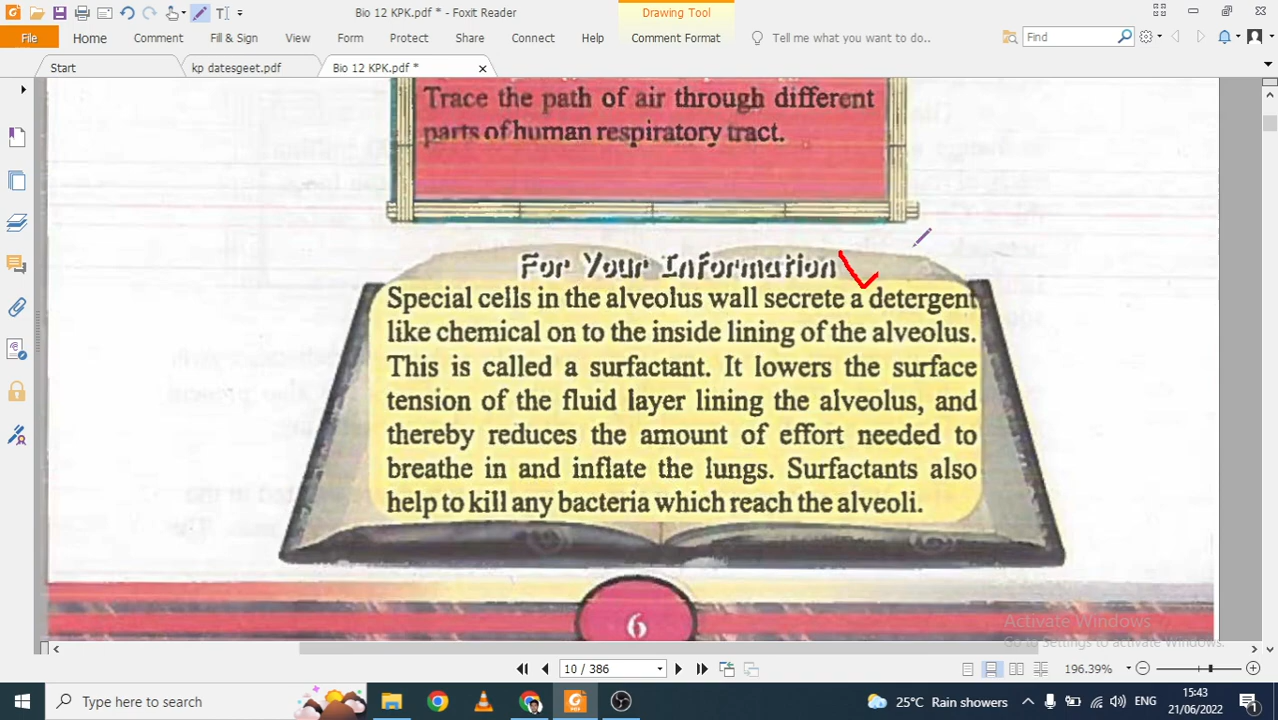 Bio 12 KPK.pdf * - Foxit Reader
Drawing Tool
File Home Comment Fill & Sign View Form Protect Share Connect Help Comment Format Tell me what you want to do.. Find
Start kp datesgeet.pdf Bio 12 KPK.pdf *
Trace the path of air through different
parts of human respiratory tract.
For Your Information
Special cells in the alveolus wall secrete a detergent
like chemical on to the inside lining of the alveolus.
This is called a surfactant. It lowers the surface
tension of the fluid layer lining the alveolus, and
thereby reduces the amount of effort needed to
breathe in and inflate the lungs. Surfactants also
help to kill any bacteria which reach the alveoli.
6
Activate Windows
Go to Settings to activate Windows.
10 / 386
196.39%
Type here to search
25°C Rain showers
ENG
15:43
21/06/2022
1